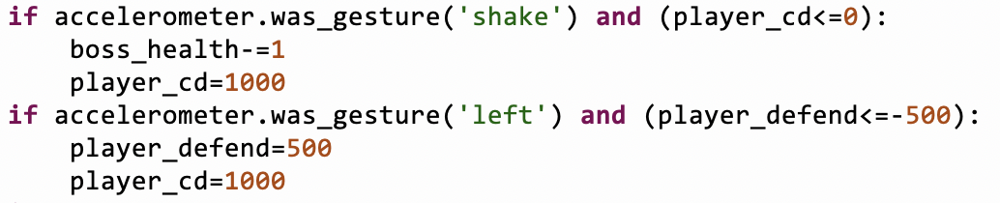 if accelerometer.was_gesture('shake') and (player_cd<=0):
    boss_health-=1
    player_cd=1000
if accelerometer.was_gesture('left') and (player_defend<=-500):
    player_defend=500
    player_cd=1000